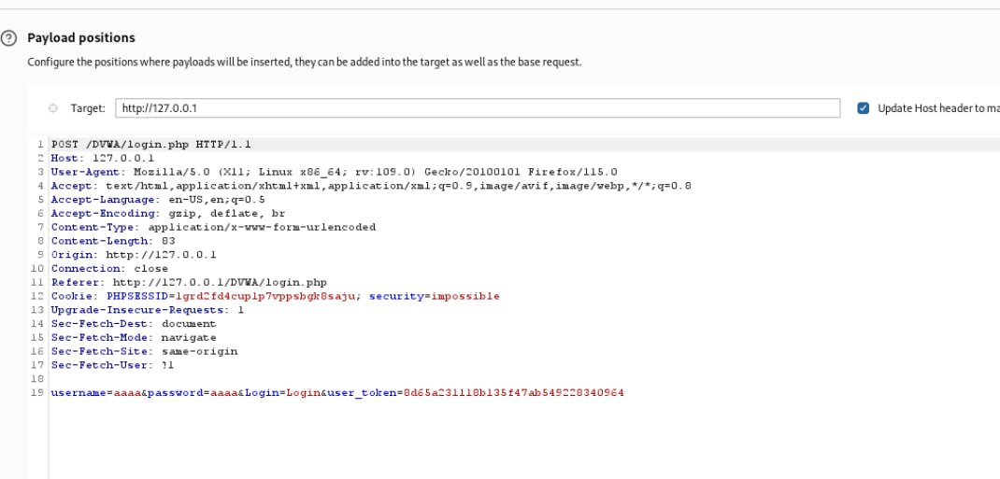 Payload positions
Configure the positions where payloads will be inserted, they can be added into the target as well as the base request.
Target: http://127.0.0.1 Update Host header to ma
1 POST /DVWA/login.php HTTP/1.1
2 Host: 127.0.0.1
3 User-Agent: Mozilla/5.0 (X11; Linux x86_64; rv:109.0) Gecko/20100101 Firefox/115.0
4 Accept: text/html,application/xhtml+xml,application/xml;q=0.9,image/avif,image/webp,*/*;q=0.8
5 Accept-Language: en-US,en;q=0.5
6 Accept-Encoding: gzip, deflate, br
7 Content-Type: application/x-www-form-urlencoded
8 Content-Length: 83
9 Origin: http://127.0.0.1
10 Connection: close
11 Referer: http://127.0.0.1/DVWA/login.php
12 Cookie: PHPSESSID=lgrd2fd4cuplp7vppsbgk8saju; security=impossible
13 Upgrade-Insecure-Requests: 1
14 Sec-Fetch-Dest: document
15 Sec-Fetch-Mode: navigate
16 Sec-Fetch-Site: same-origin
17 Sec-Fetch-User: ?1
18
19 username=aaaa&password=aaaa&Login=Login&user_token=8d65a231118b135f47ab549228340964